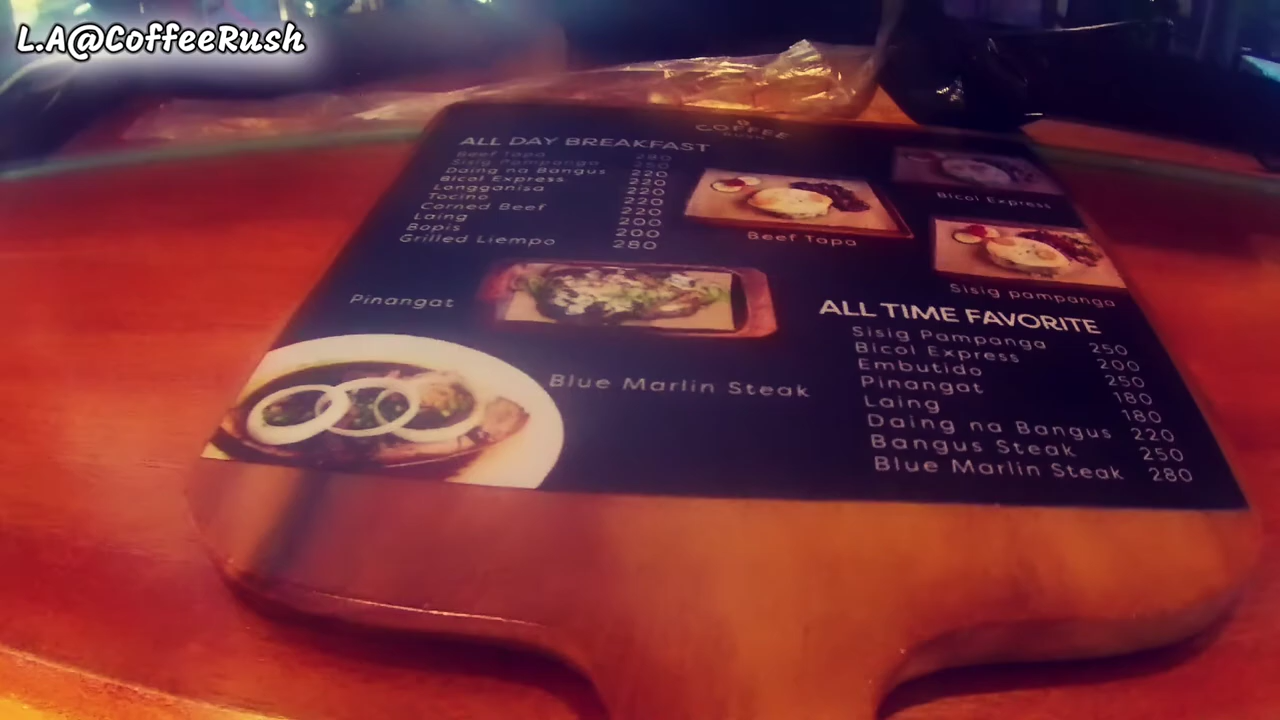 L.A@CoffeeRush
COFFEE
ALL DAY BREAKFAST
Beef Tapa 280
Sisig Pampanga 250
Daing na Bangus 220
Bicol Express 220
Longganisa 220
Tocino 220
Corned Beef 220
Laing 200
Bopis 200
Grilled Liempo 280
Beef Tapa
Bicol Express
Sisig pampanga
Pinangat
Blue Marlin Steak
ALL TIME FAVORITE
Sisig Pampanga 250
Bicol Express 200
Embutido 250
Pinangat 180
Laing 180
Daing na Bangus 220
Bangus Steak 250
Blue Marlin Steak 280